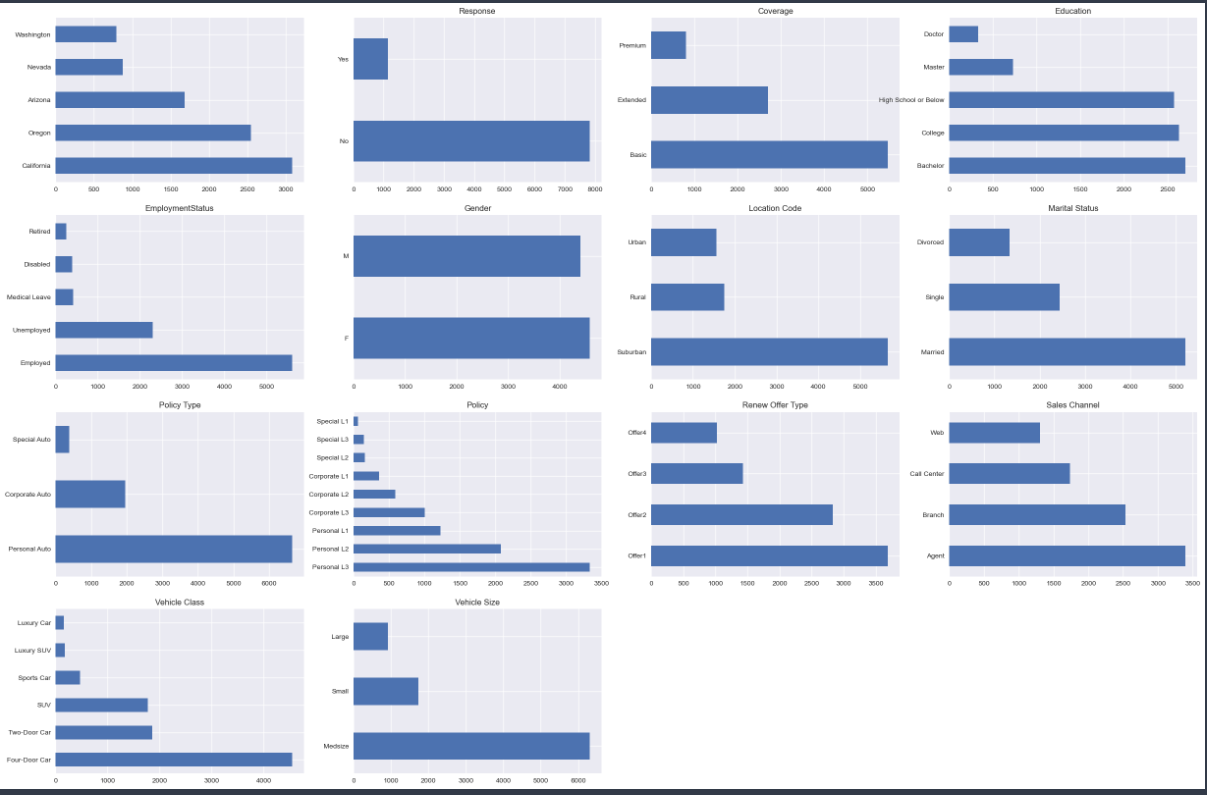 Washington
Nevada
Arizona
Oregon
California
0 500 1000 1500 2000 2500 3000
Response
Yes
No
0 1000 2000 3000 4000 5000 6000 7000 8000
Coverage
Premium
Extended
Basic
0 1000 2000 3000 4000 5000
Education
Doctor
Master
High School or Below
College
Bachelor
0 500 1000 1500 2000 2500
EmploymentStatus
Retired
Disabled
Medical Leave
Unemployed
Employed
0 1000 2000 3000 4000 5000
Gender
M
F
0 1000 2000 3000 4000
Location Code
Urban
Rural
Suburban
0 1000 2000 3000 4000 5000
Marital Status
Divorced
Single
Married
0 1000 2000 3000 4000 5000
Policy Type
Special Auto
Corporate Auto
Personal Auto
0 1000 2000 3000 4000 5000 6000
Policy
Special L1
Special L3
Special L2
Corporate L1
Corporate L2
Corporate L3
Personal L1
Personal L2
Personal L3
0 500 1000 1500 2000 2500 3000 3500
Renew Offer Type
Offer4
Offer3
Offer2
Offer1
0 500 1000 1500 2000 2500 3000 3500
Sales Channel
Web
Call Center
Branch
Agent
0 500 1000 1500 2000 2500 3000 3500
Vehicle Class
Luxury Car
Luxury SUV
Sports Car
SUV
Two-Door Car
Four-Door Car
0 1000 2000 3000 4000
Vehicle Size
Large
Small
Medsize
0 1000 2000 3000 4000 5000 6000